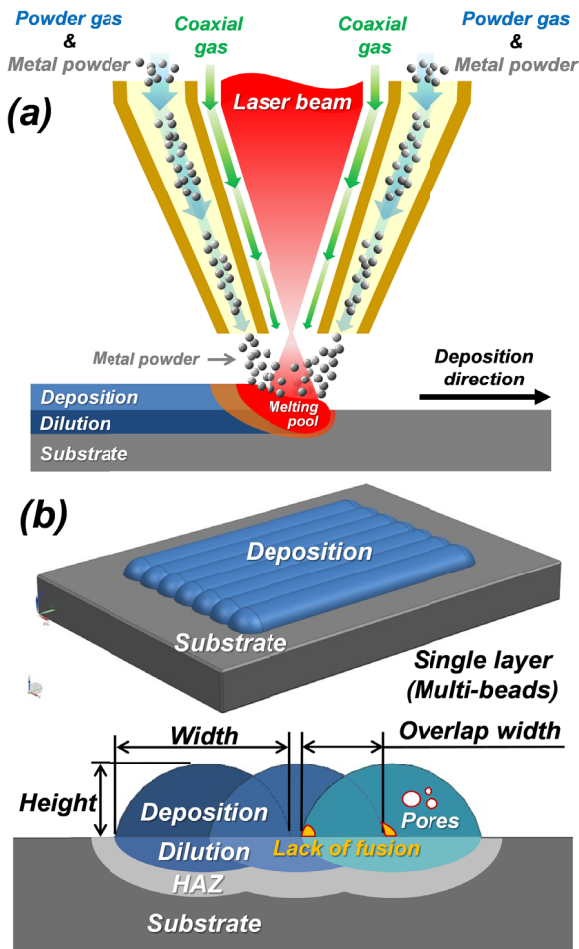 Powder gas
&
Metal powder
Coaxial
gas
Coaxial
gas
Powder gas
&
Metal powder
(a)
Laser beam
Metal powder
Deposition
direction
Deposition
Melting
pool
Dilution
Substrate
(b)
Deposition
Substrate
Single layer
(Multi-beads)
Width
Overlap width
Height
Deposition
Pores
Dilution
Lack of fusion
HAZ
Substrate